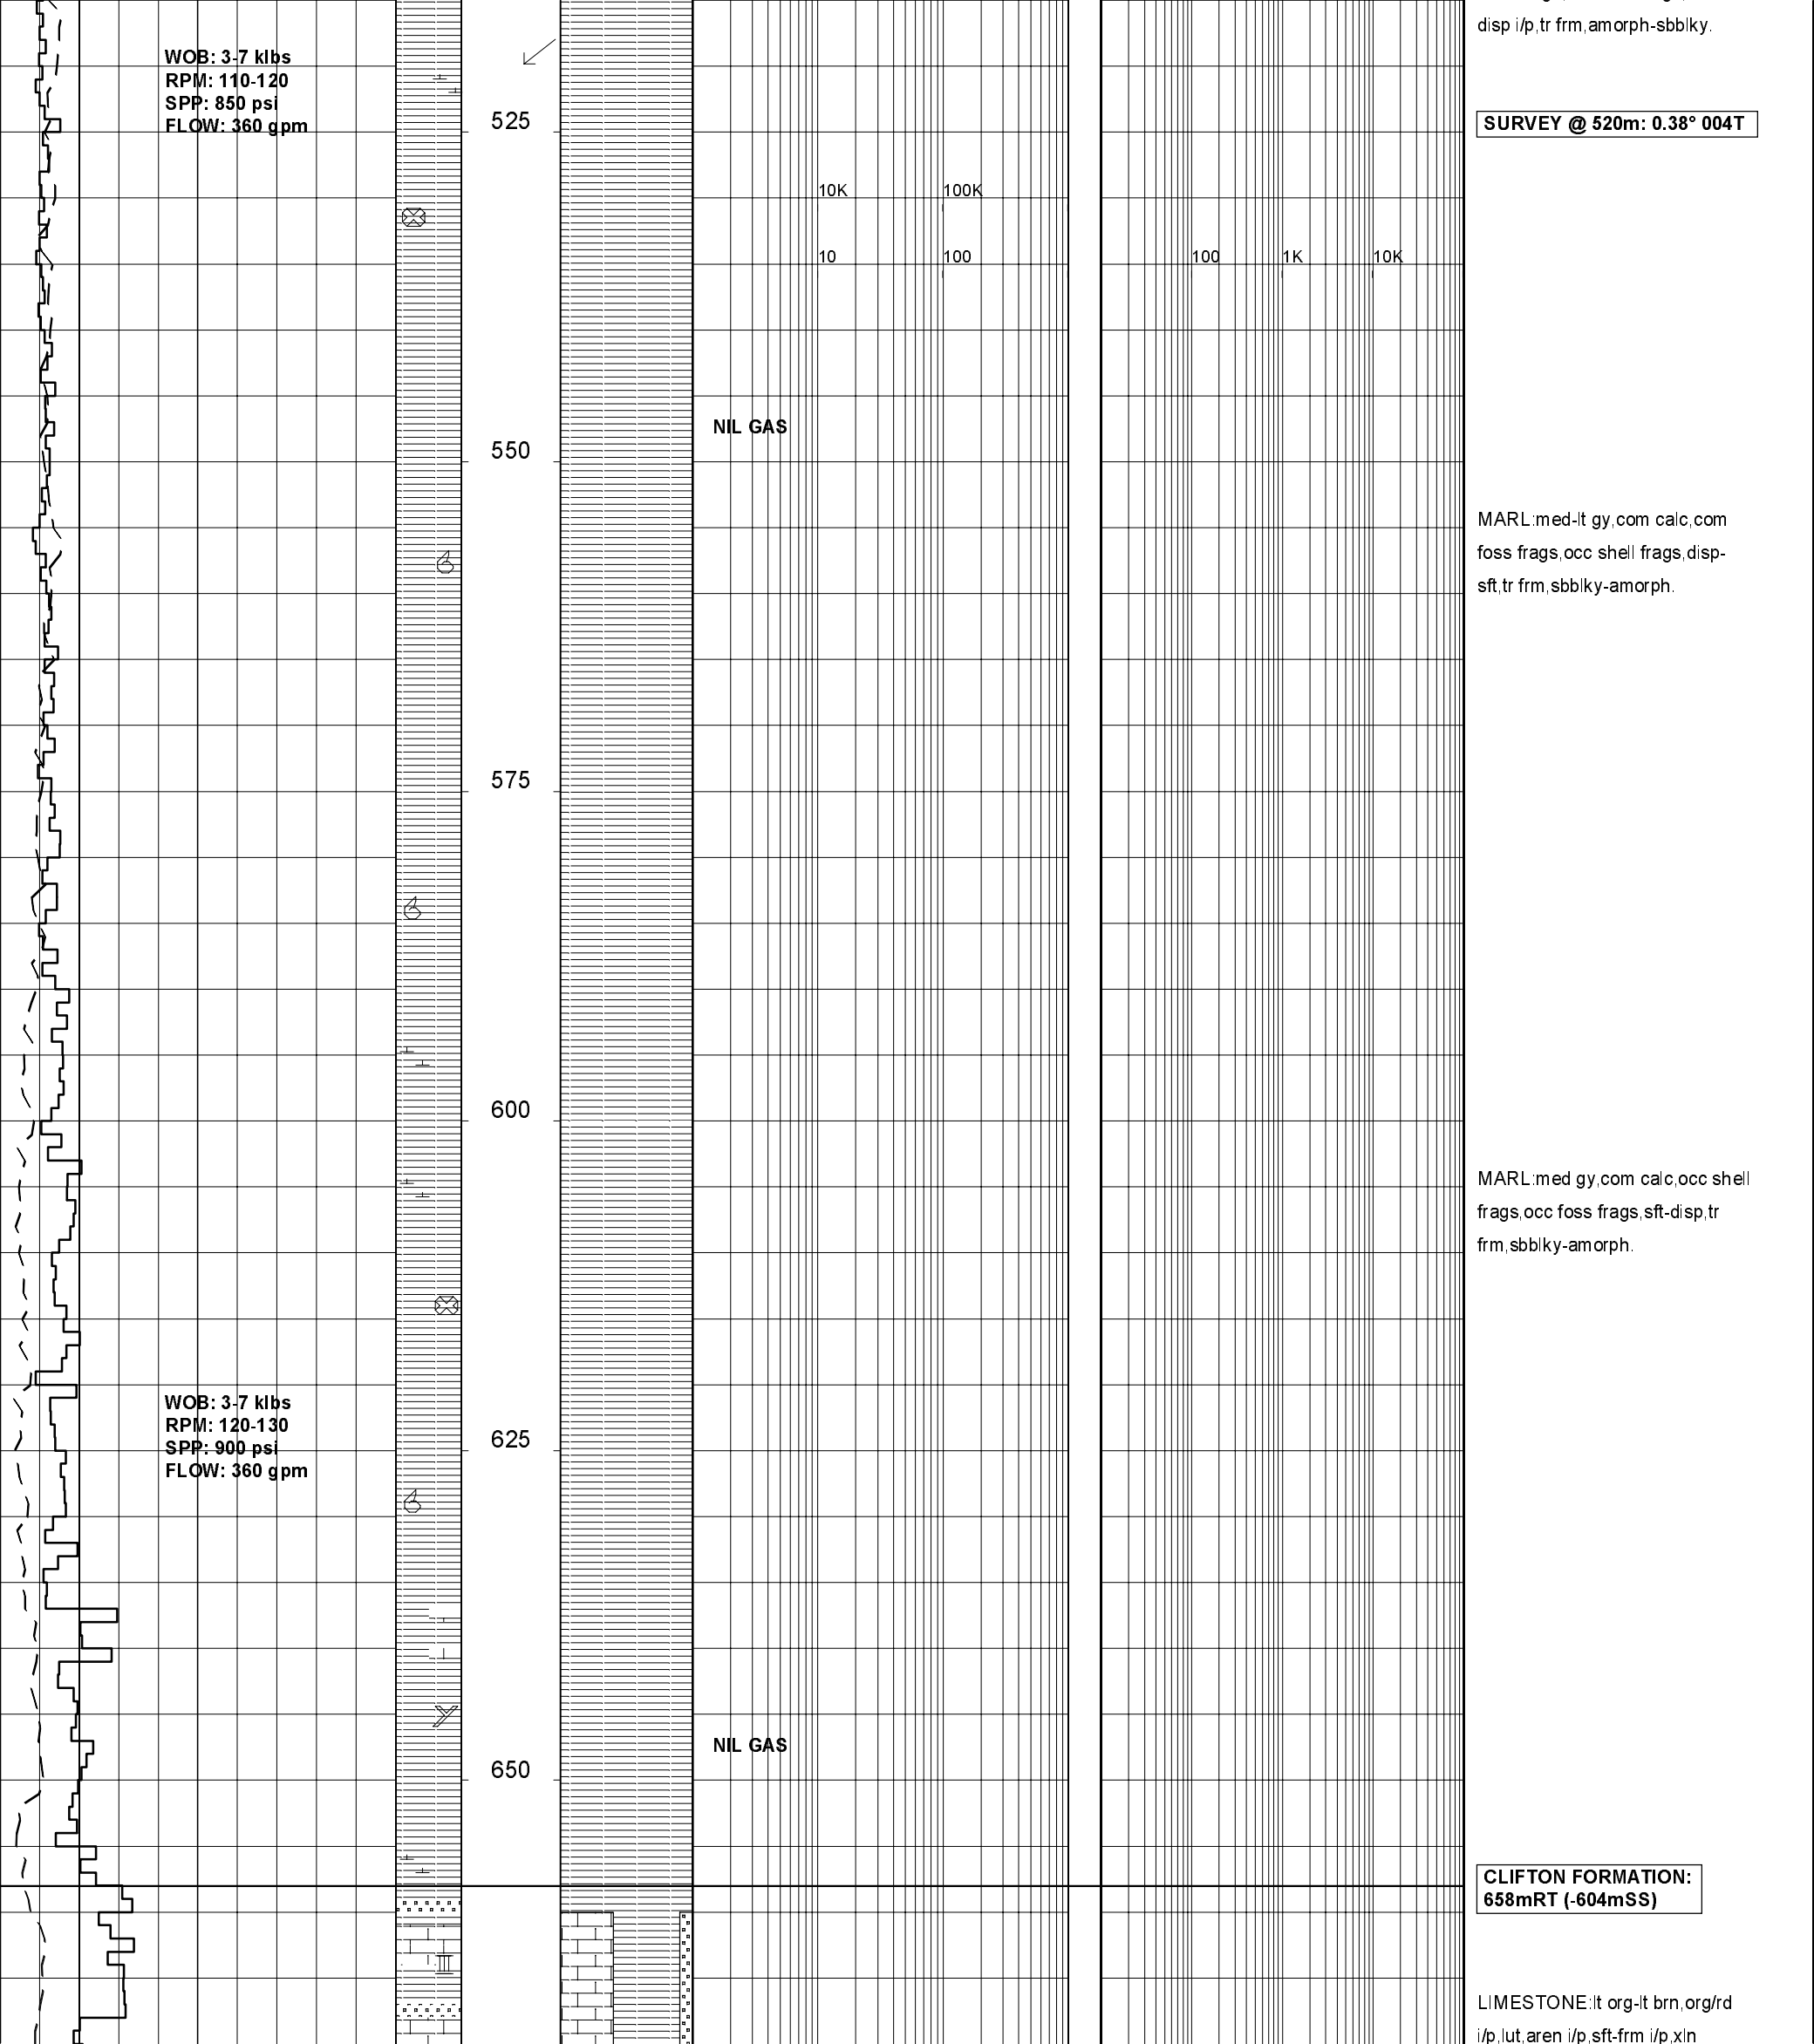 disp i/p,tr frm,amorph-sbblky.
WOB: 3-7 klbs
RPM: 110-120
SPP: 850 psi
FLOW: 360 gpm
525
SURVEY @ 520m: 0.38° 004T
10K 100K
10 100 100 1K 10K
NIL GAS
550
MARL:med-lt gy,com calc,com
foss frags,occ shell frags,disp-
sft,tr frm,sbblky-amorph.
575
600
MARL:med gy,com calc,occ shell
frags,occ foss frags,sft-disp,tr
frm,sbblky-amorph.
WOB: 3-7 klbs
RPM: 120-130
SPP: 900 psi
FLOW: 360 gpm
625
NIL GAS
650
CLIFTON FORMATION:
658mRT (-604mSS)
LIMESTONE:lt org-lt brn,org/rd
i/p,lut,aren i/p,sft-frm i/p,xln